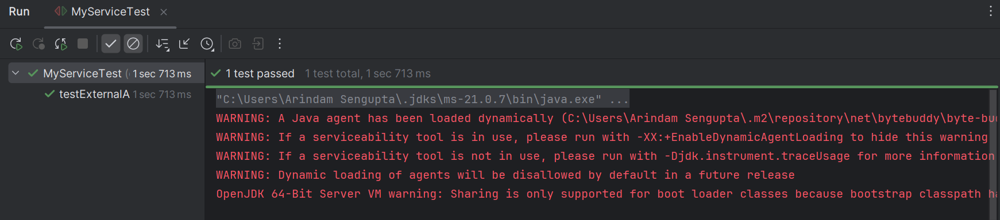 Run MyServiceTest
MyServiceTest ( 1 sec 713 ms
testExternalA 1 sec 713 ms
1 test passed 1 test total, 1 sec 713 ms
"C:\Users\Arindam Sengupta\.jdks\ms-21.0.7\bin\java.exe" ...
WARNING: A Java agent has been loaded dynamically (C:\Users\Arindam Sengupta\.m2\repository\net\bytebuddy\byte-bu
WARNING: If a serviceability tool is in use, please run with -XX:+EnableDynamicAgentLoading to hide this warning
WARNING: If a serviceability tool is not in use, please run with -Djdk.instrument.traceUsage for more information
WARNING: Dynamic loading of agents will be disallowed by default in a future release
OpenJDK 64-Bit Server VM warning: Sharing is only supported for boot loader classes because bootstrap classpath ha